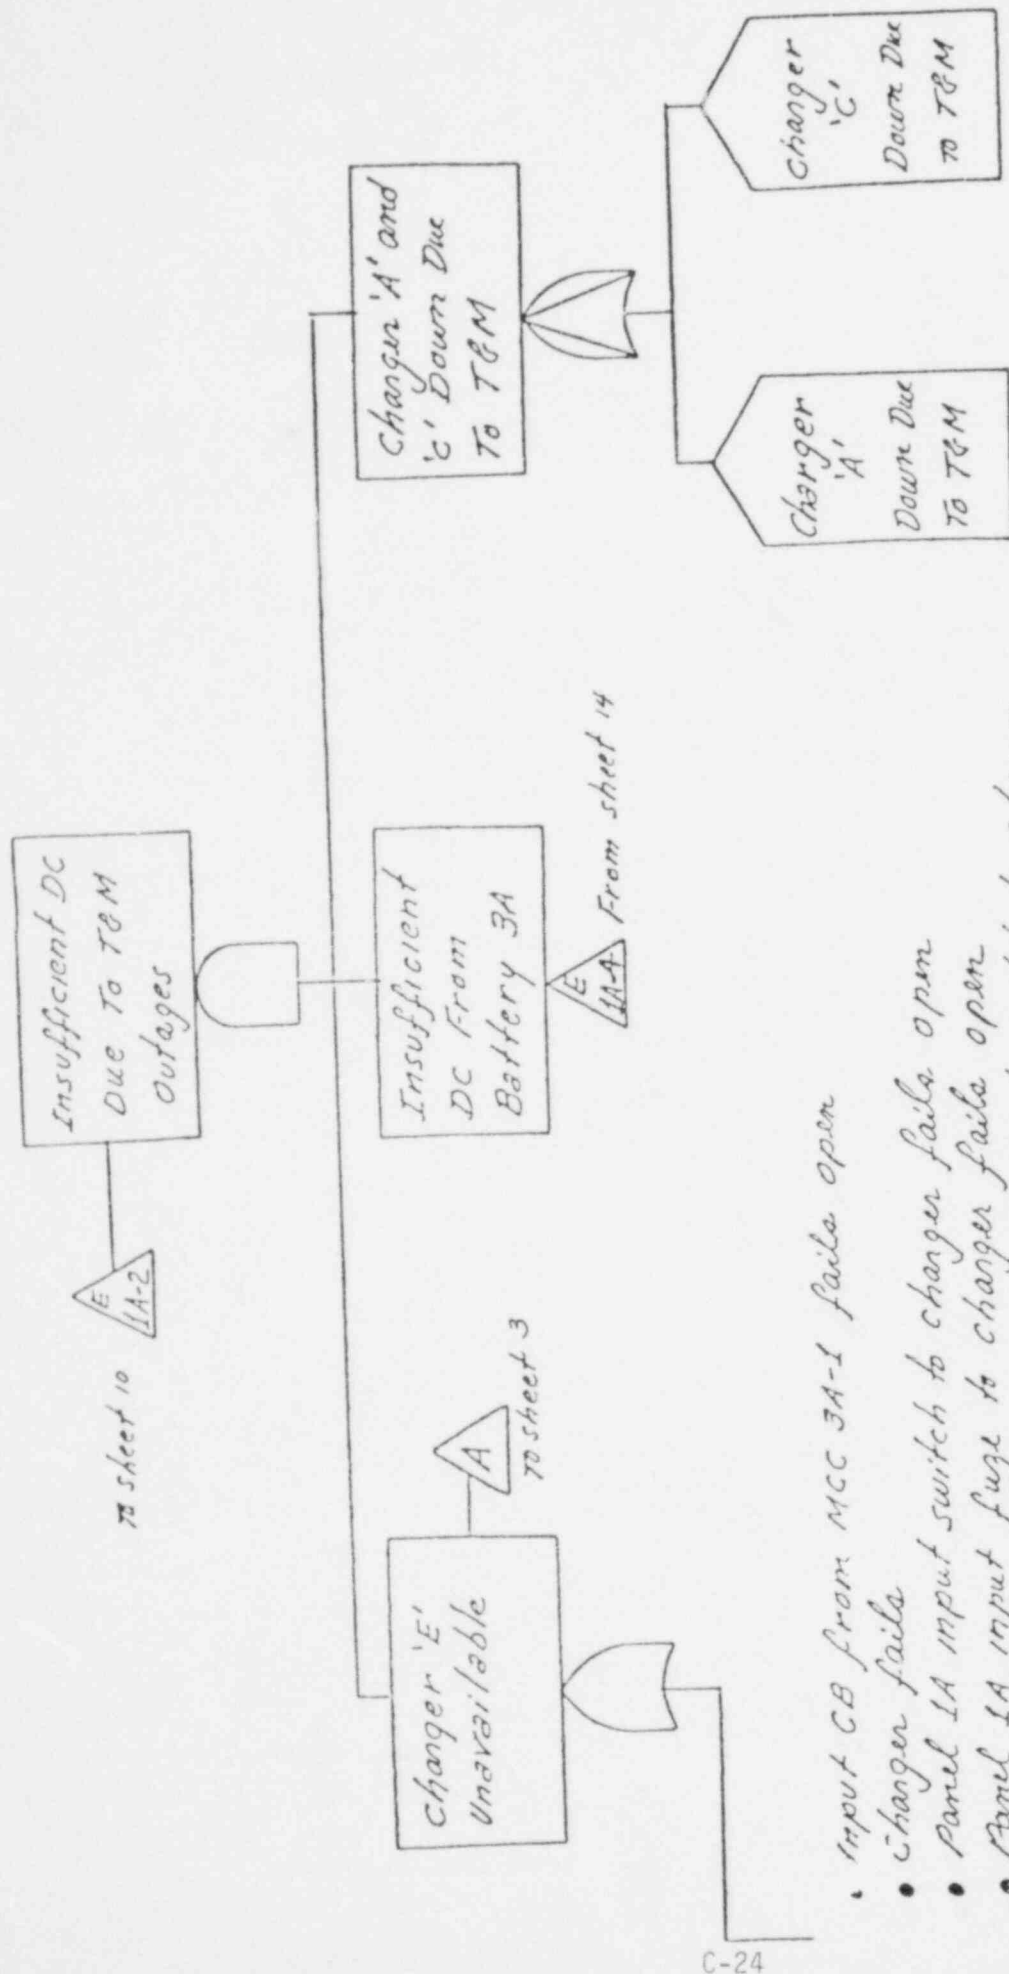 To sheet 10
E
1A-2
Insufficient DC
Due To T&M
Outages
Charger 'E'
Unavailable
A
To sheet 3
Insufficient
DC From
Battery 3A
E
1A-4
From sheet 14
Charger 'A' and
'C' Down Due
To T&M
Charger
'A'
Down Due
To T&M
Charger
'C'
Down Due
To T&M
• Input CB from MCC 3A-1 fails open
• Charger fails
• Panel 1A input switch to charger fails open
• Panel 1A input fuze to charger fails open
C-24